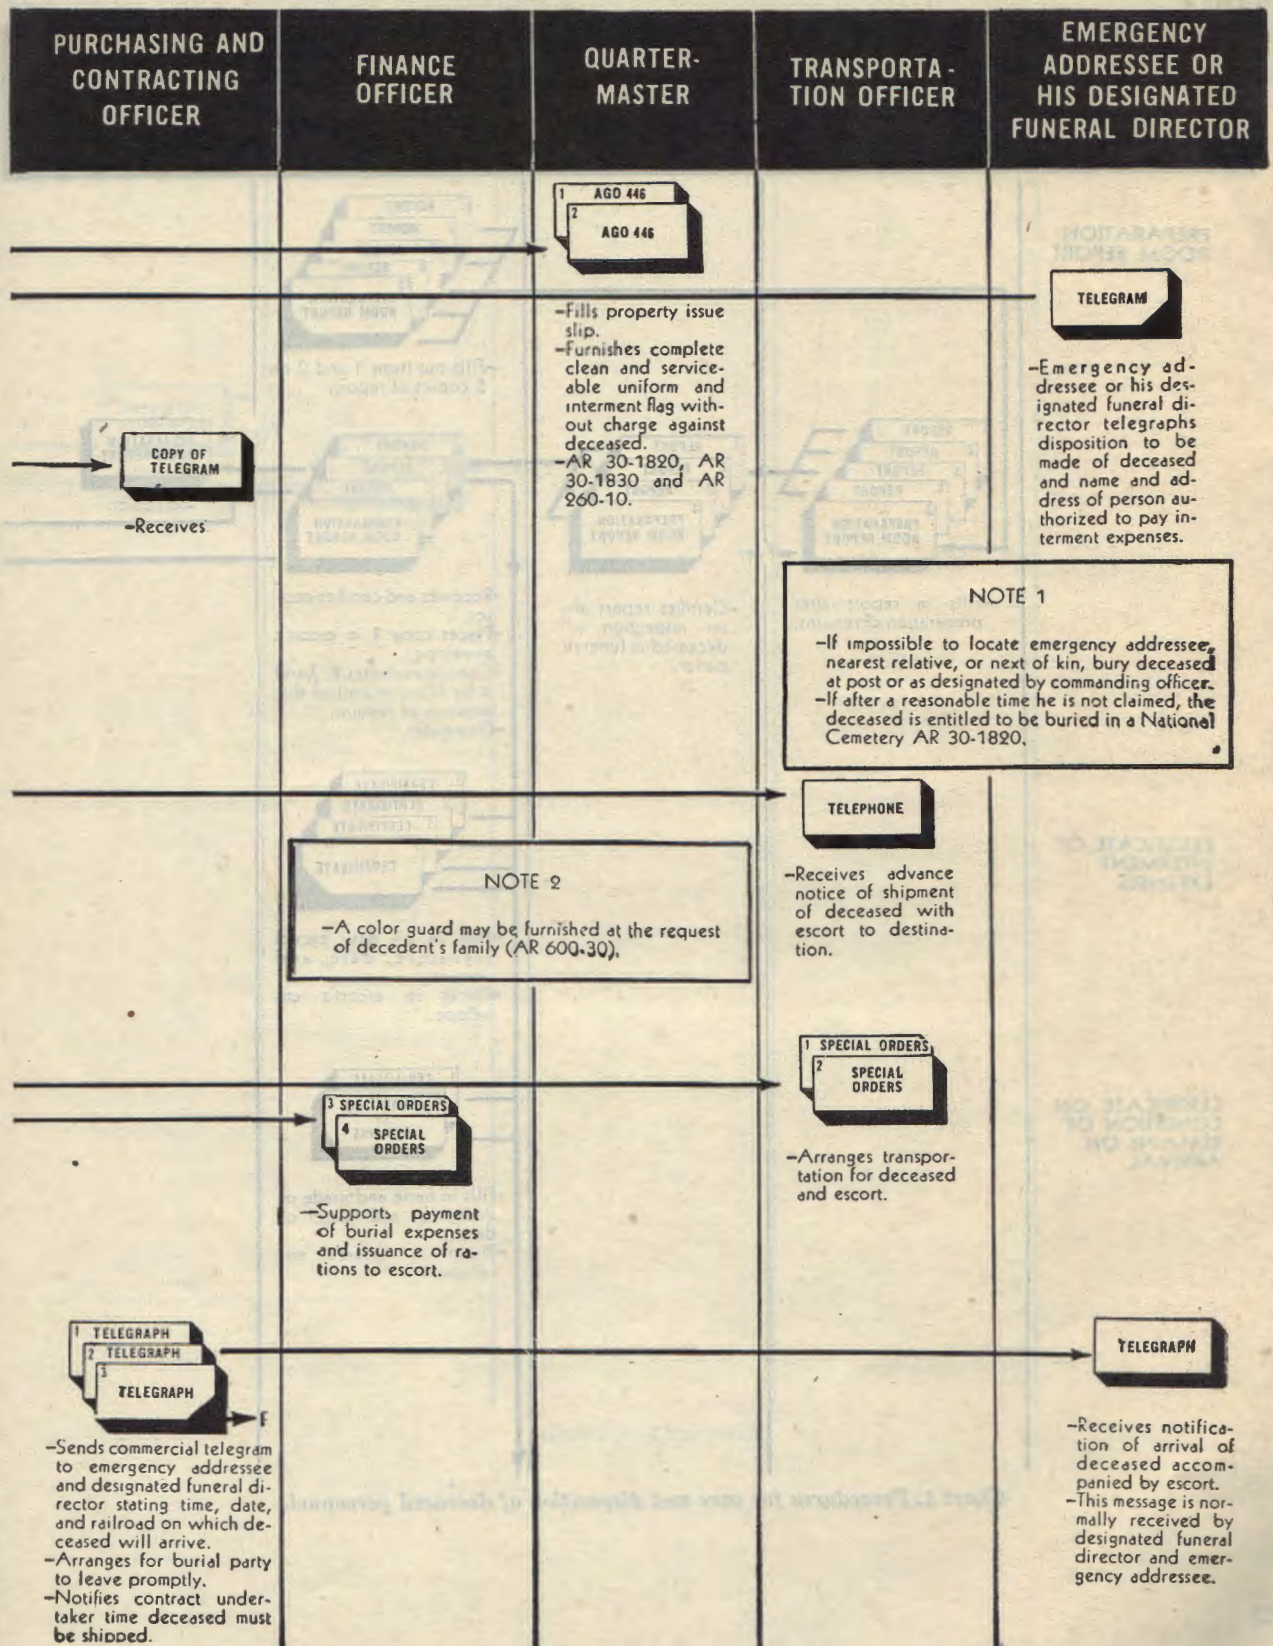 PURCHASING AND
CONTRACTING
OFFICER
FINANCE
OFFICER
QUARTER-
MASTER
TRANSPORTA-
TION OFFICER
EMERGENCY
ADDRESSEE OR
HIS DESIGNATED
FUNERAL DIRECTOR
1 AGO 446
2
AGO 446
-Fills property issue
slip.
-Furnishes complete
clean and service-
able uniform and
interment flag with-
out charge against
deceased.
-AR 30-1820, AR
30-1830 and AR
260-10.
TELEGRAM
-Emergency ad-
dressee or his des-
ignated funeral di-
rector telegraphs
disposition to be
made of deceased
and name and ad-
dress of person au-
thorized to pay in-
terment expenses.
COPY OF
TELEGRAM
-Receives
NOTE 1
-If impossible to locate emergency addressee,
nearest relative, or next of kin, bury deceased
at post or as designated by commanding officer.
-If after a reasonable time he is not claimed, the
deceased is entitled to be buried in a National
Cemetery AR 30-1820.
TELEPHONE
-Receives advance
notice of shipment
of deceased with
escort to destina-
tion.
NOTE 2
-A color guard may be furnished at the request
of decedent's family (AR 600-30).
1 SPECIAL ORDERS
2
SPECIAL
ORDERS
-Arranges transpor-
tation for deceased
and escort.
3 SPECIAL ORDERS
4
SPECIAL
ORDERS
-Supports payment
of burial expenses
and issuance of ra-
tions to escort.
1 TELEGRAPH
2 TELEGRAPH
3
TELEGRAPH
F
-Sends commercial telegram
to emergency addressee
and designated funeral di-
rector stating time, date,
and railroad on which de-
ceased will arrive.
-Arranges for burial party
to leave promptly.
-Notifies contract under-
taker time deceased must
be shipped.
TELEGRAPH
-Receives notifica-
tion of arrival of
deceased accom-
panied by escort.
-This message is nor-
mally received by
designated funeral
director and emer-
gency addressee.